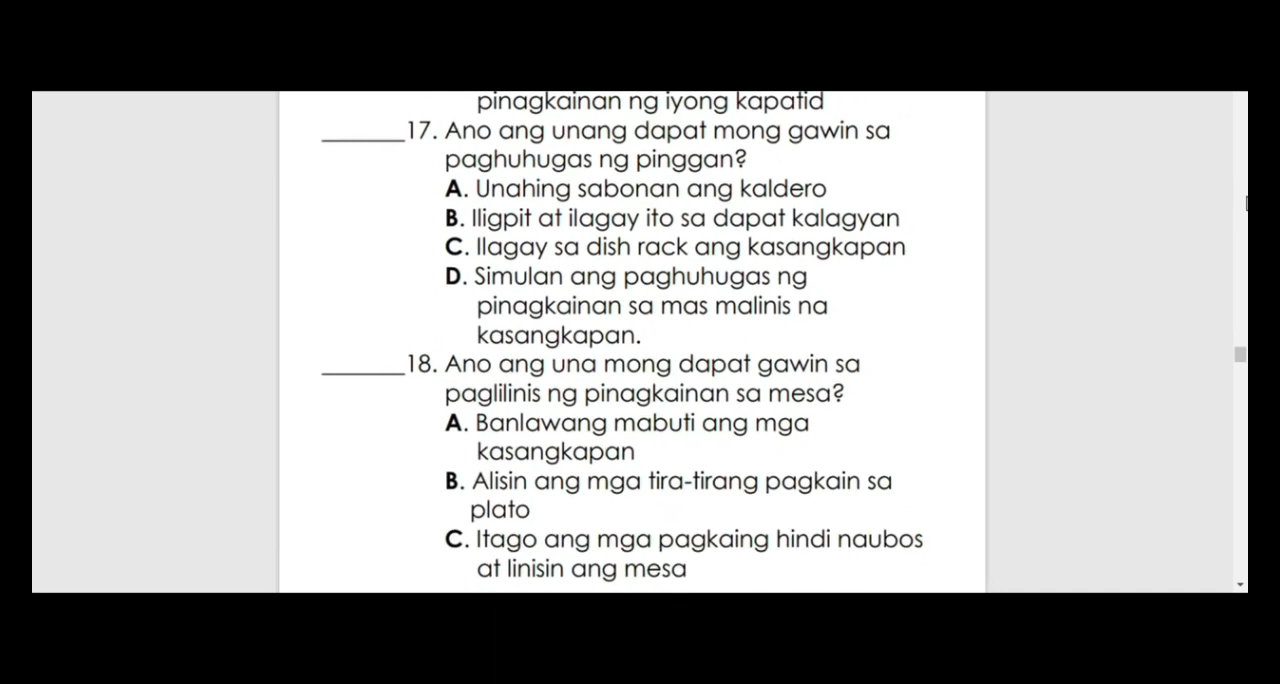 pinagkainan ng iyong kapatid
_______17. Ano ang unang dapat mong gawin sa
paghuhugas ng pinggan?
A. Unahing sabonan ang kaldero
B. Iligpit at ilagay ito sa dapat kalagyan
C. Ilagay sa dish rack ang kasangkapan
D. Simulan ang paghuhugas ng
pinagkainan sa mas malinis na
kasangkapan.
_______18. Ano ang una mong dapat gawin sa
paglilinis ng pinagkainan sa mesa?
A. Banlawang mabuti ang mga
kasangkapan
B. Alisin ang mga tira-tirang pagkain sa
plato
C. Itago ang mga pagkaing hindi naubos
at linisin ang mesa